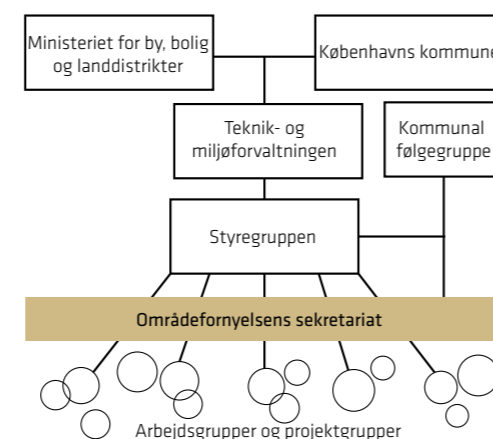 Ministeriet for by, bolig
og landdistrikter
Københavns kommune
Teknik- og
miljøforvaltningen
Kommunal
følgegruppe
Styregruppen
Områdefornyelsens sekretariat
Arbejdsgrupper og projektgrupper